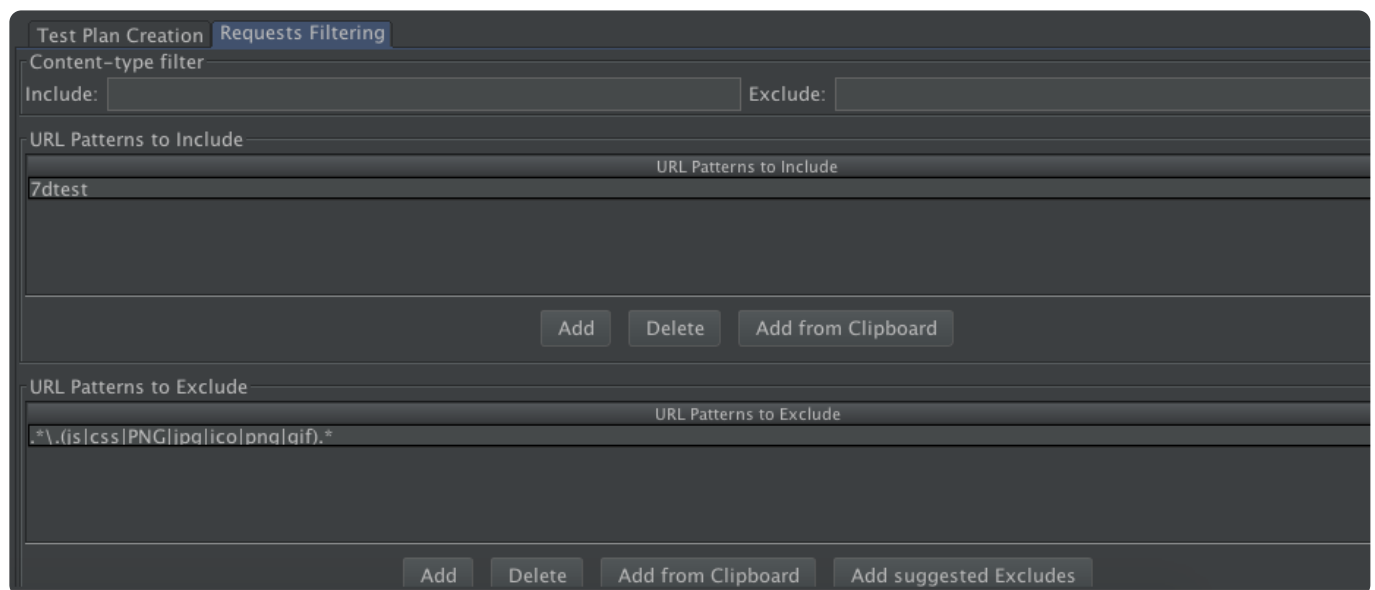 Test Plan Creation Requests Filtering
Content-type filter
Include: Exclude:
URL Patterns to Include
URL Patterns to Include
7dtest
Add Delete Add from Clipboard
URL Patterns to Exclude
URL Patterns to Exclude
.*\.(js|css|PNG|jpg|ico|png|gif).*
Add Delete Add from Clipboard Add suggested Excludes